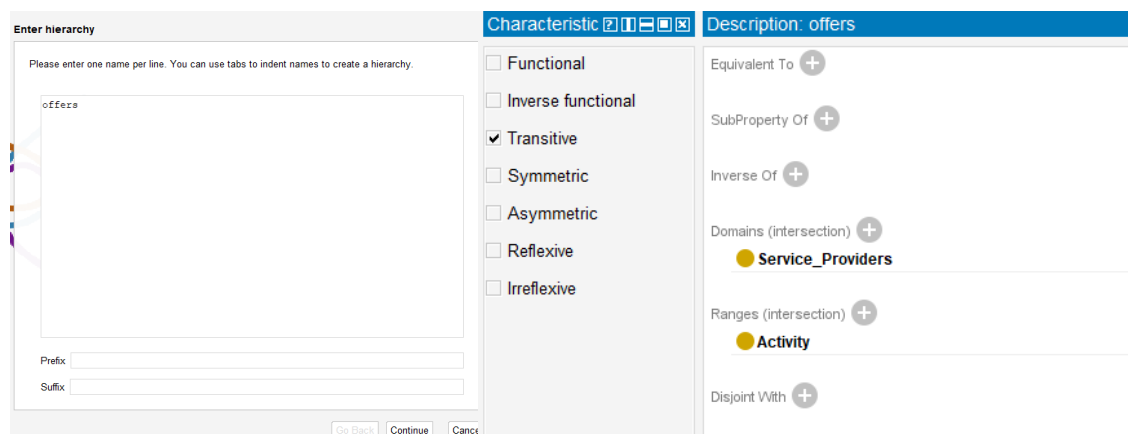 Enter hierarchy
Please enter one name per line. You can use tabs to indent names to create a hierarchy.
offers
Prefix
Suffix
Go Back Continue Cance
Characteristic
Functional
Inverse functional
Transitive
Symmetric
Asymmetric
Reflexive
Irreflexive
Description: offers
Equivalent To
SubProperty Of
Inverse Of
Domains (intersection)
Service_Providers
Ranges (intersection)
Activity
Disjoint With